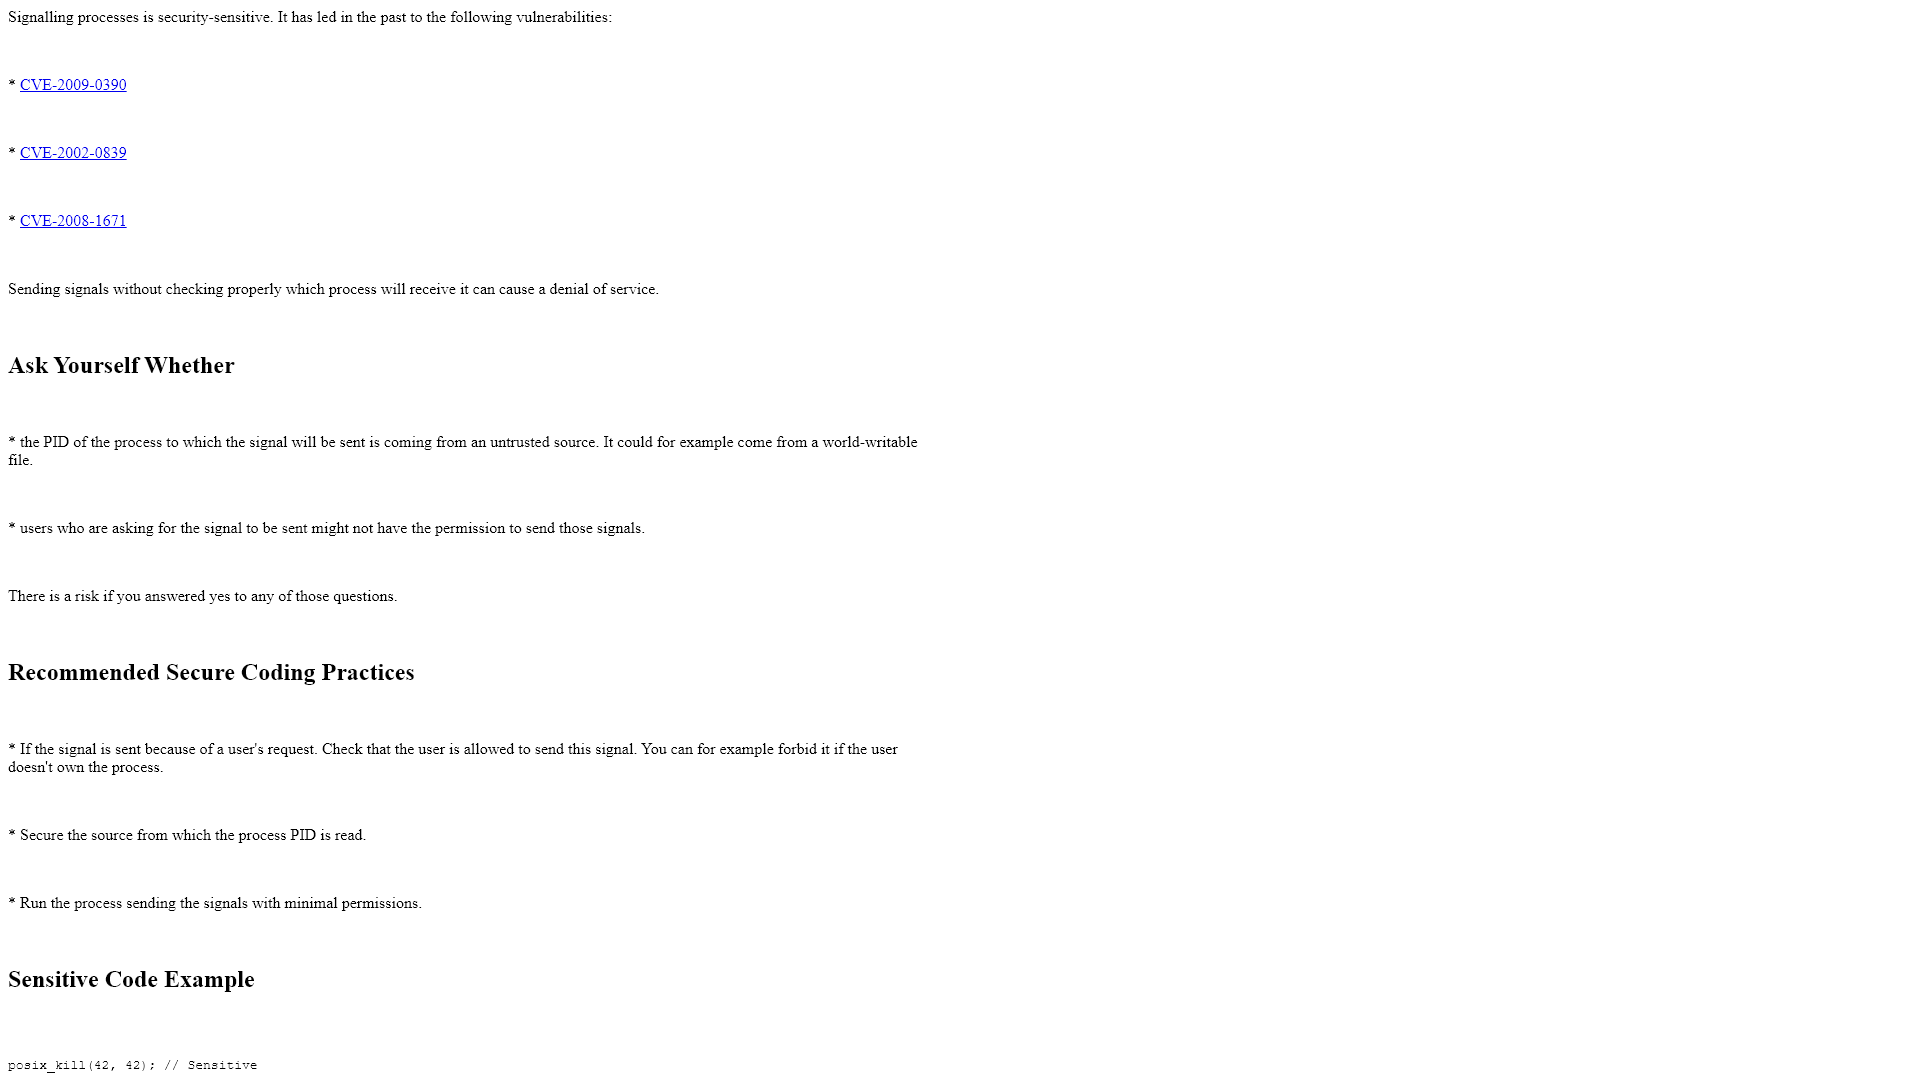 Signalling processes is security-sensitive. It has led in the past to the following vulnerabilities:
* CVE-2009-0390
* CVE-2002-0839
* CVE-2008-1671
Sending signals without checking properly which process will receive it can cause a denial of service.
Ask Yourself Whether
* the PID of the process to which the signal will be sent is coming from an untrusted source. It could for example come from a world-writable
file.
* users who are asking for the signal to be sent might not have the permission to send those signals.
There is a risk if you answered yes to any of those questions.
Recommended Secure Coding Practices
* If the signal is sent because of a user's request. Check that the user is allowed to send this signal. You can for example forbid it if the user
doesn't own the process.
* Secure the source from which the process PID is read.
* Run the process sending the signals with minimal permissions.
Sensitive Code Example
posix_kill(42, 42); // Sensitive